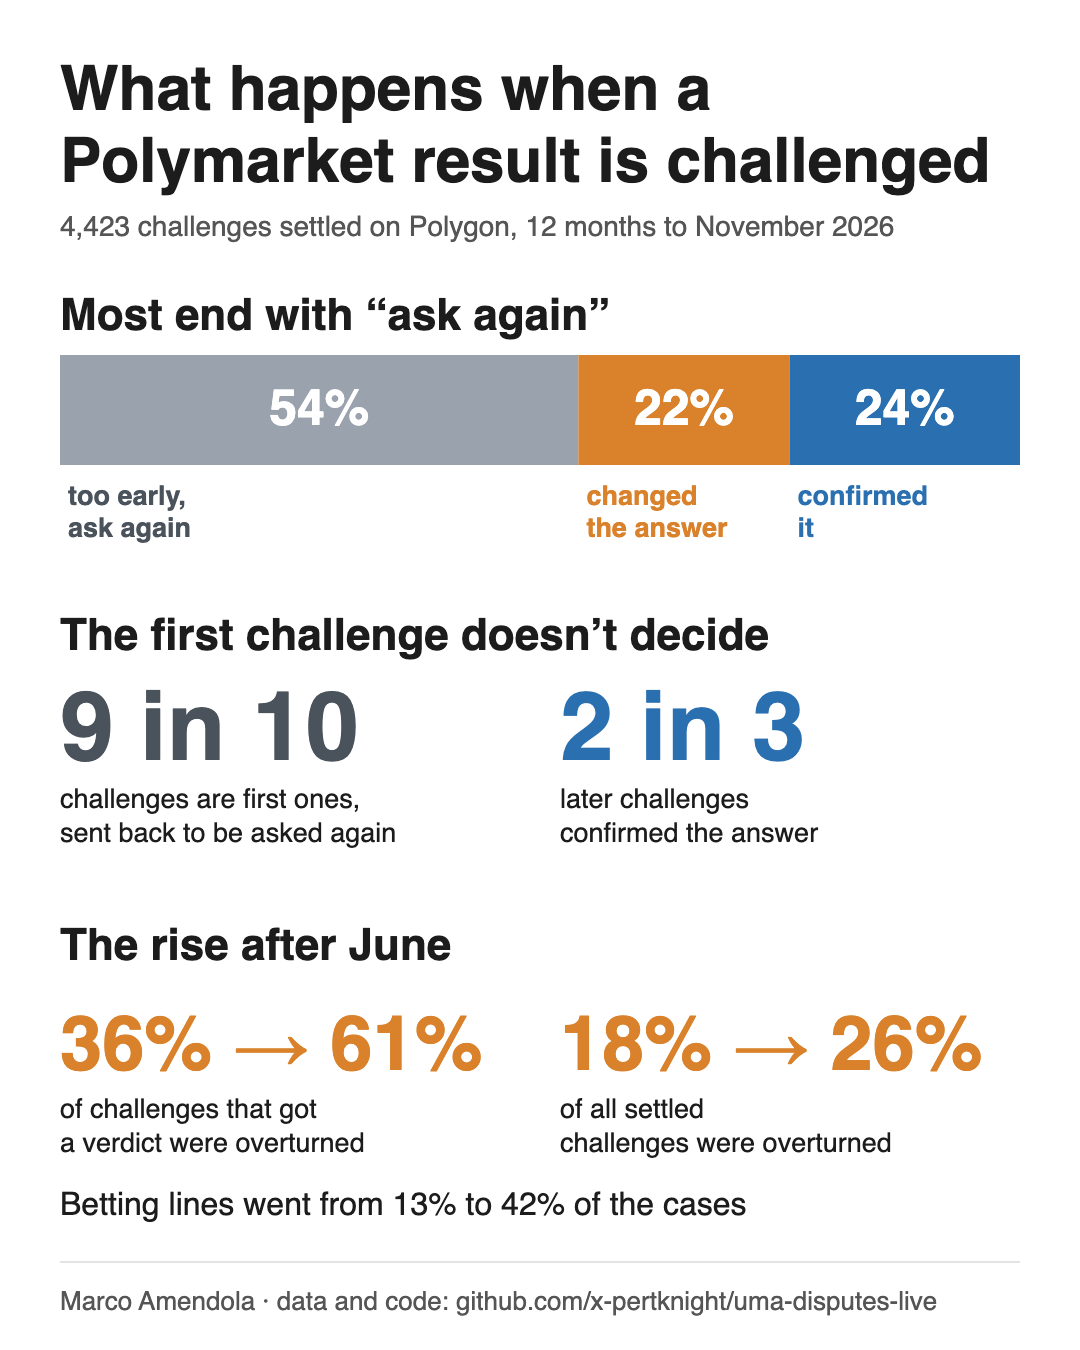 What happens when a
Polymarket result is challenged
4,423 challenges settled on Polygon, 12 months to November 2026
Most end with “ask again”
54%
22%
24%
too early,
ask again
changed
the answer
confirmed
it
The first challenge doesn’t decide
9 in 10
challenges are first ones,
sent back to be asked again
2 in 3
later challenges
confirmed the answer
The rise after June
36% → 61%
of challenges that got
a verdict were overturned
18% → 26%
of all settled
challenges were overturned
Betting lines went from 13% to 42% of the cases
Marco Amendola · data and code: github.com/x-pertknight/uma-disputes-live